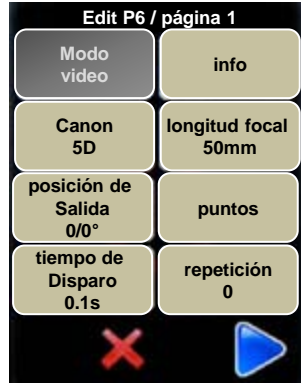 Edit P6 / página 1
Modo
video
info
Canon
5D
longitud focal
50mm
posición de
Salida
0/0°
puntos
tiempo de
Disparo
0.1s
repetición
0